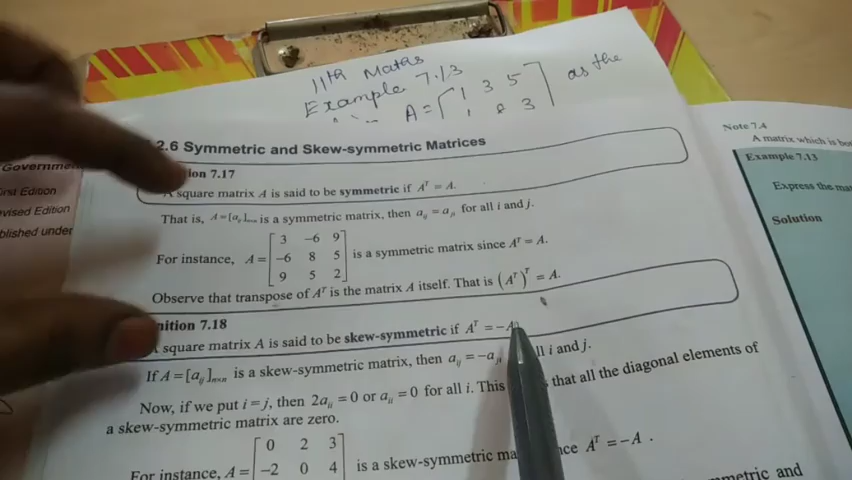 11th Maths
Example 7.13
A = [1 3 5
as the
3
Governme
irst Edition
evised Edition
blished under
2.6 Symmetric and Skew-symmetric Matrices
ion 7.17
square matrix A is said to be symmetric if Aᵀ = A.
That is, A = [aᵢⱼ]ₙₓₙ is a symmetric matrix, then aᵢⱼ = aⱼᵢ for all i and j.
3 -6 9
For instance, A = -6 8 5 is a symmetric matrix since Aᵀ = A.
9 5 2
Observe that transpose of Aᵀ is the matrix A itself. That is (Aᵀ)ᵀ = A.
nition 7.18
square matrix A is said to be skew-symmetric if Aᵀ = -A
If A = [aᵢⱼ]ₙₓₙ is a skew-symmetric matrix, then aᵢⱼ = -aⱼᵢ ll i and j.
Now, if we put i = j, then 2aᵢᵢ = 0 or aᵢᵢ = 0 for all i. This that all the diagonal elements of
a skew-symmetric matrix are zero.
0 2 3
For instance, A = -2 0 4 is a skew-symmetric ma nce Aᵀ = -A .
metric and
Note 7.4
A matrix which is bot
Example 7.13
Express the ma
Solution